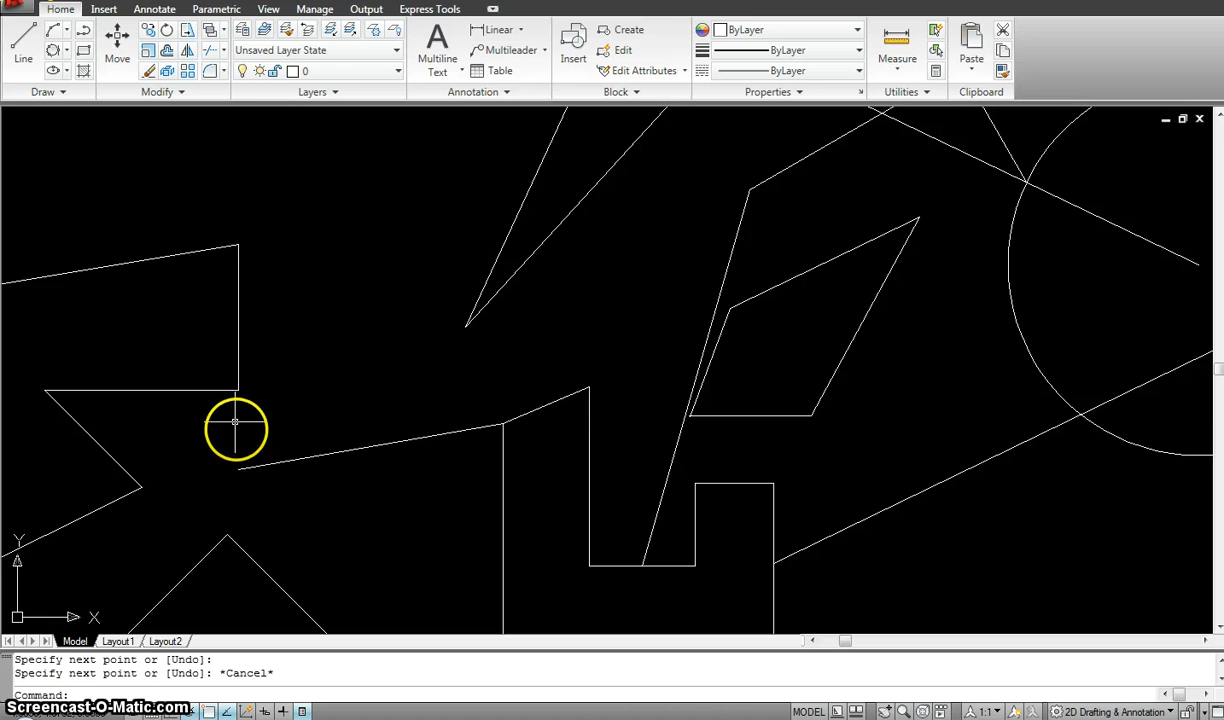 Home Insert Annotate Parametric View Manage Output Express Tools
Line Move Unsaved Layer State 0 Multiline Text Linear Multileader Table Insert Create Edit Edit Attributes ByLayer ByLayer ByLayer Measure Paste
Draw Modify Layers Annotation Block Properties Utilities Clipboard
Y
X
Model Layout1 Layout2
Specify next point or [Undo]:
Specify next point or [Undo]: *Cancel*
Command:
Screencast-O-Matic.com
MODEL 1:1 2D Drafting & Annotation